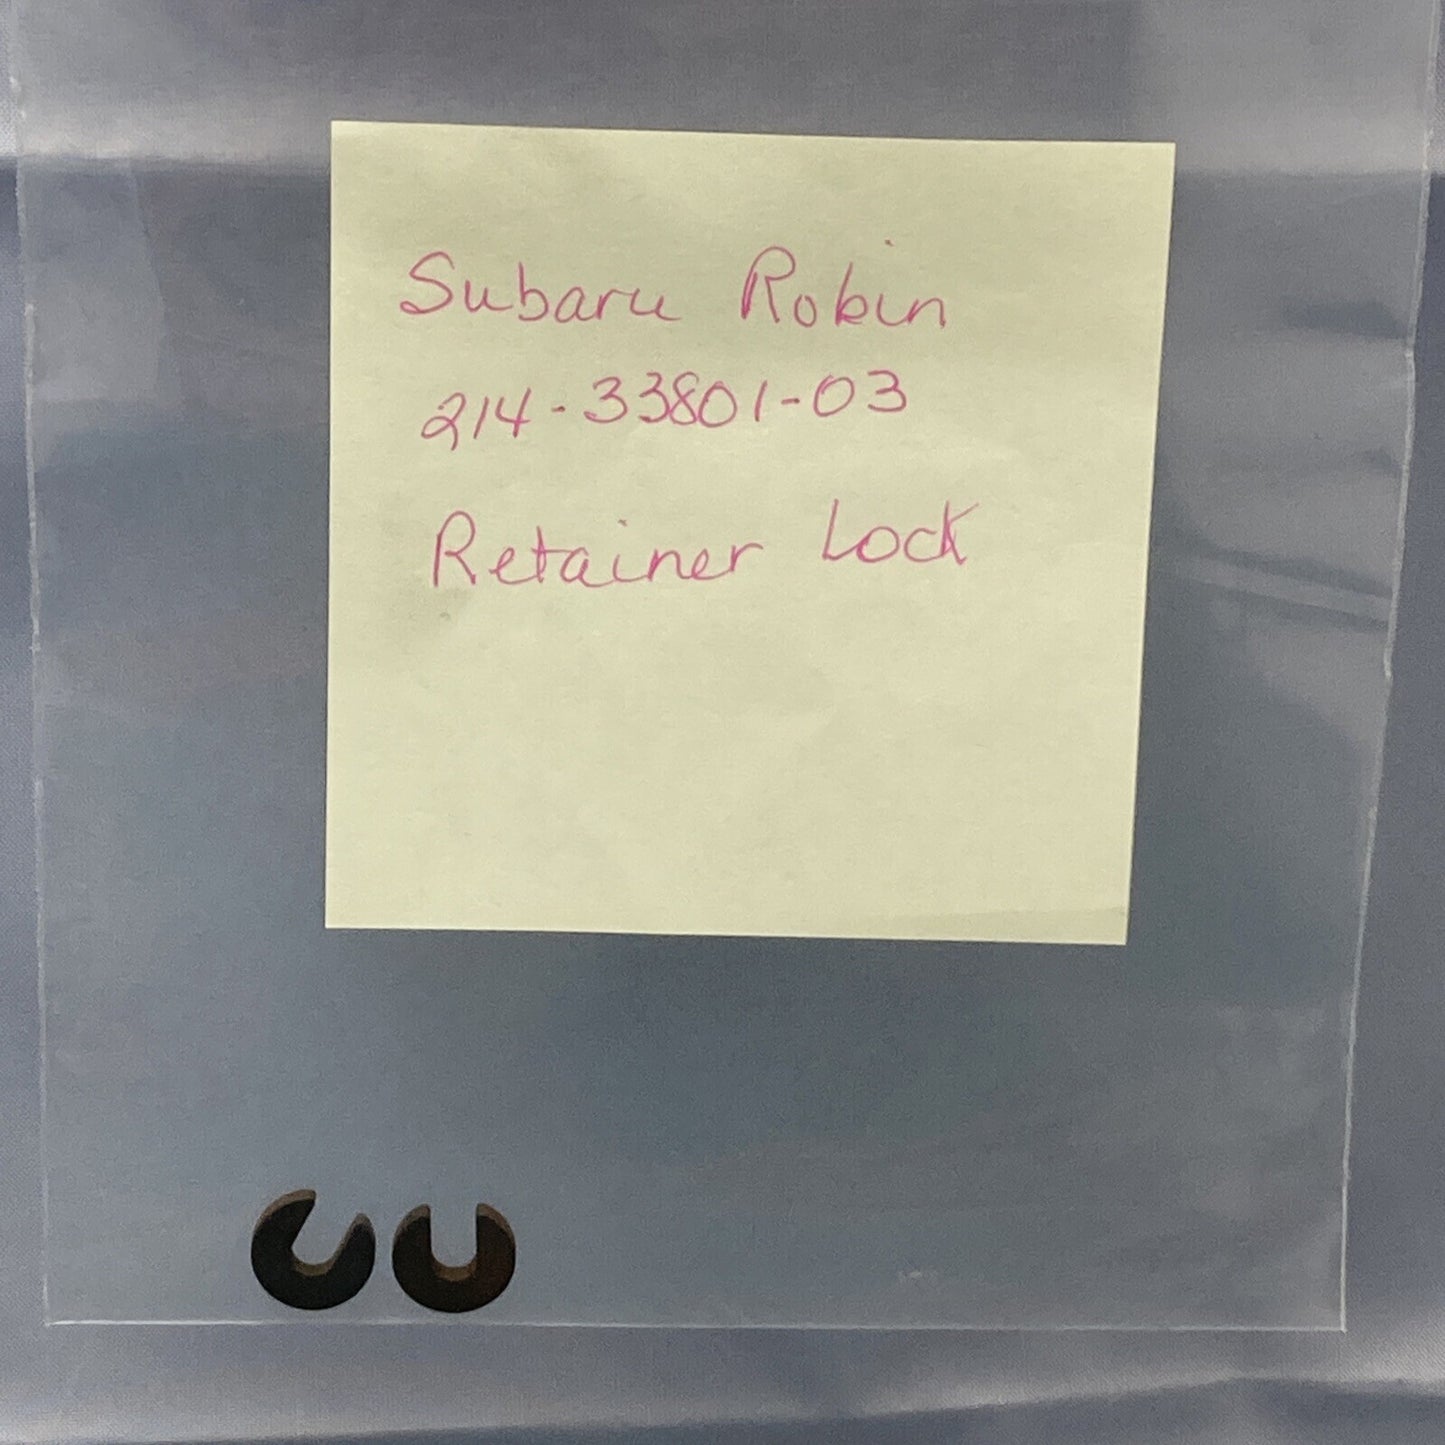 Subaru Robin
214-33801-03
Retainer Lock